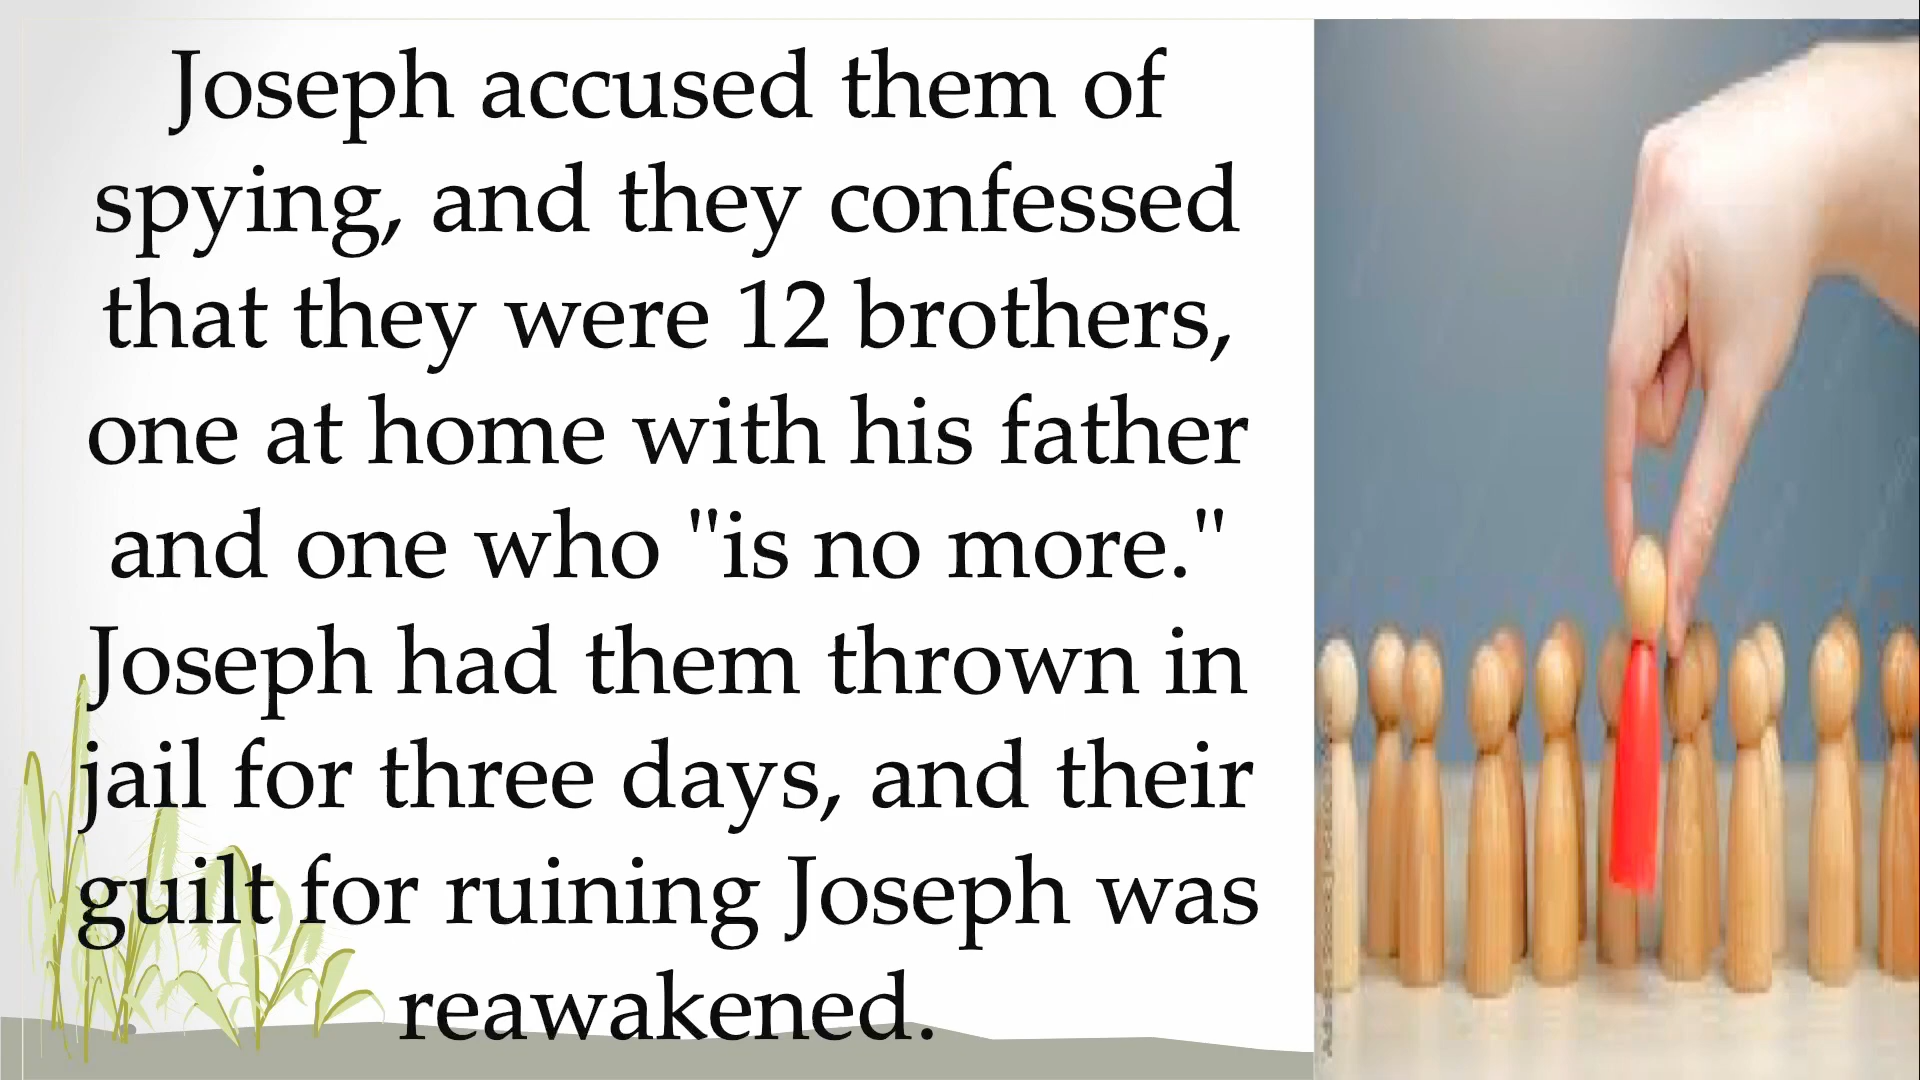 Joseph accused them of
spying, and they confessed
that they were 12 brothers,
one at home with his father
and one who "is no more."
Joseph had them thrown in
jail for three days, and their
guilt for ruining Joseph was
reawakened.